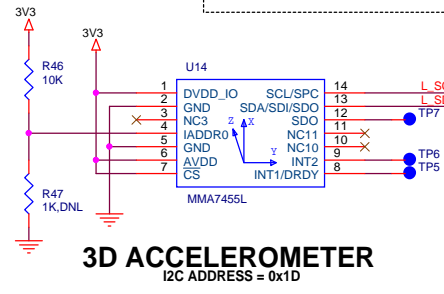 3V3
3V3
R46
10K
R47
1K,DNL
U14
1 DVDD_IO SCL/SPC 14 L_SC
2 GND SDA/SDI/SDO 13
3 NC3 SDO 12 TP7
4 IADDR0 NC11 11
5 GND NC10 10
6 AVDD INT2 9 TP6
7 CS INT1/DRDY 8 TP5
Z X Y
MMA7455L
3D ACCELEROMETER
I2C ADDRESS = 0x1D